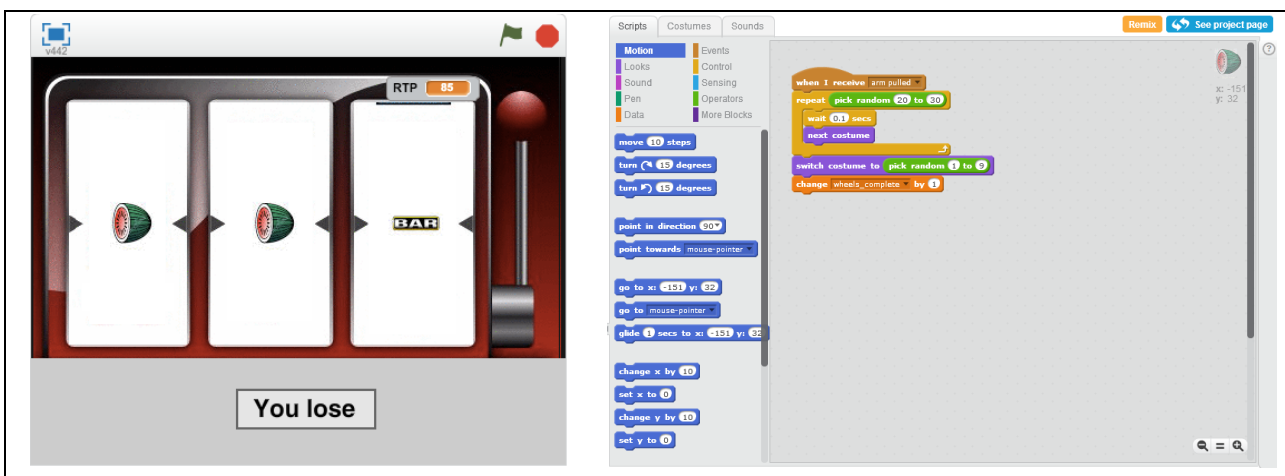 v442
RTP 85
BAR
You lose
Scripts Costumes Sounds
Remix See project page
Motion Events
Looks Control
Sound Sensing
Pen Operators
Data More Blocks
move 10 steps
turn 15 degrees
turn 15 degrees
point in direction 90
point towards mouse-pointer
go to x: -151 y: 32
go to mouse-pointer
glide 1 secs to x: -151 y: 32
change x by 10
set x to 0
change y by 10
set y to 0
when I receive arm pulled
repeat pick random 20 to 30
wait 0.1 secs
next costume
switch costume to pick random 1 to 9
change wheels_complete by 1
x: -151
y: 32
?